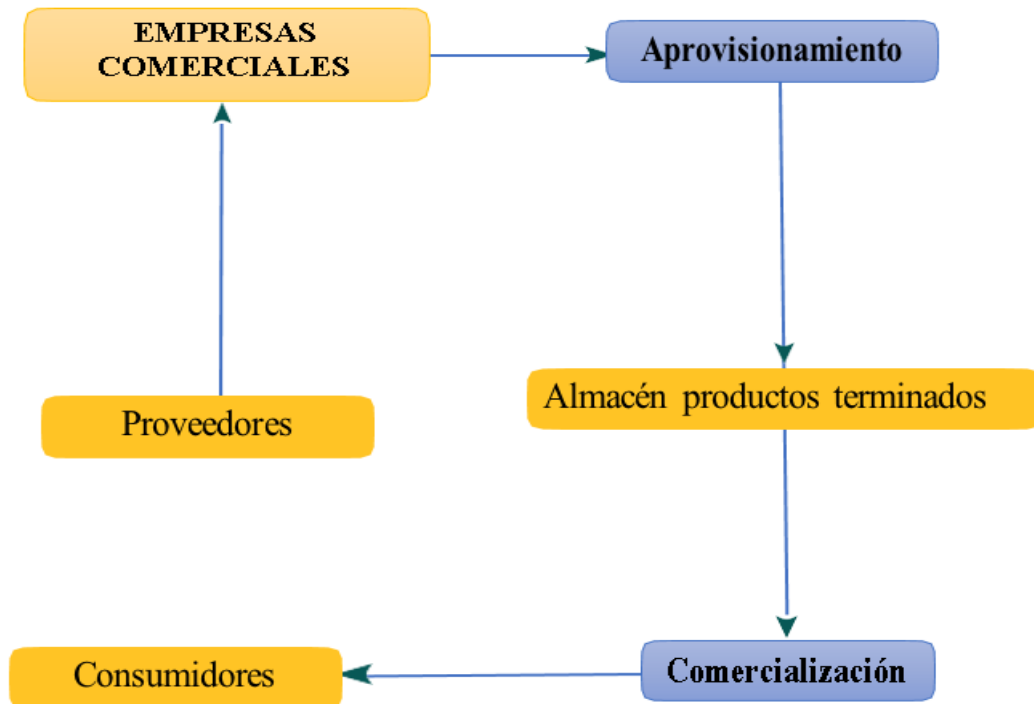 EMPRESAS
COMERCIALES
Aprovisionamiento
Proveedores
Almacén productos terminados
Consumidores
Comercialización